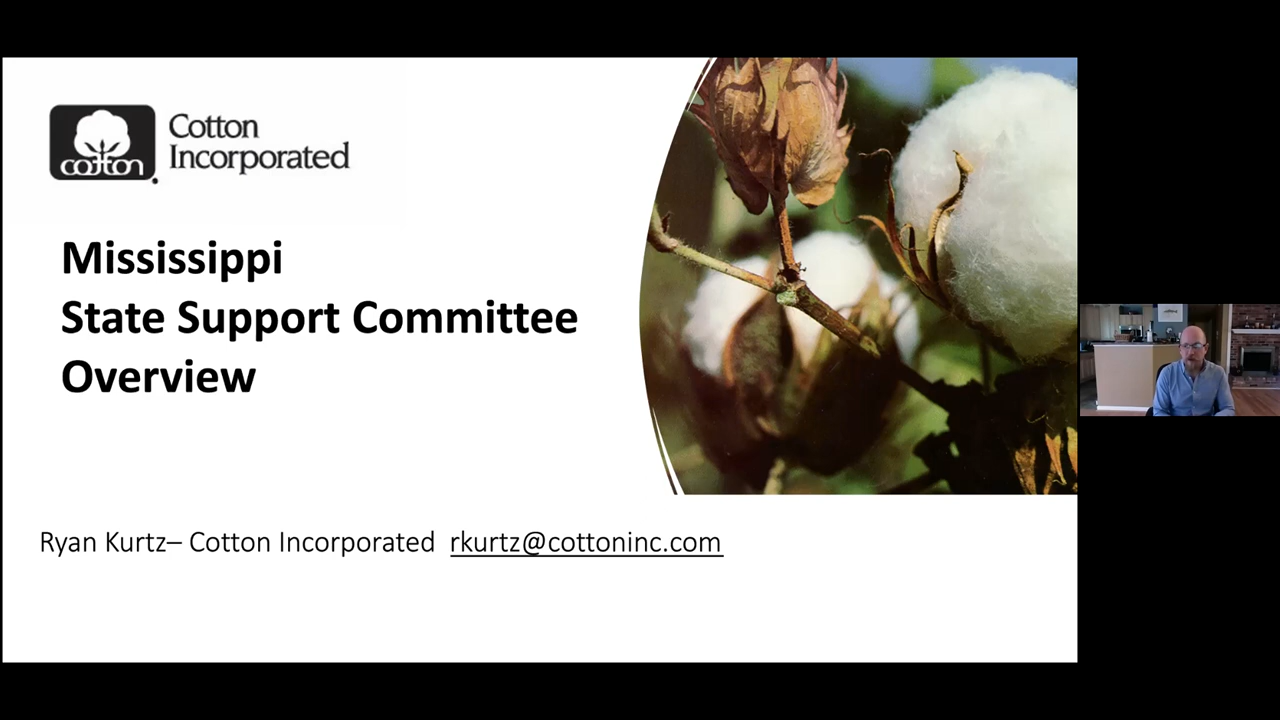 cotton
Cotton
Incorporated
Mississippi
State Support Committee
Overview
Ryan Kurtz– Cotton Incorporated rkurtz@cottoninc.com